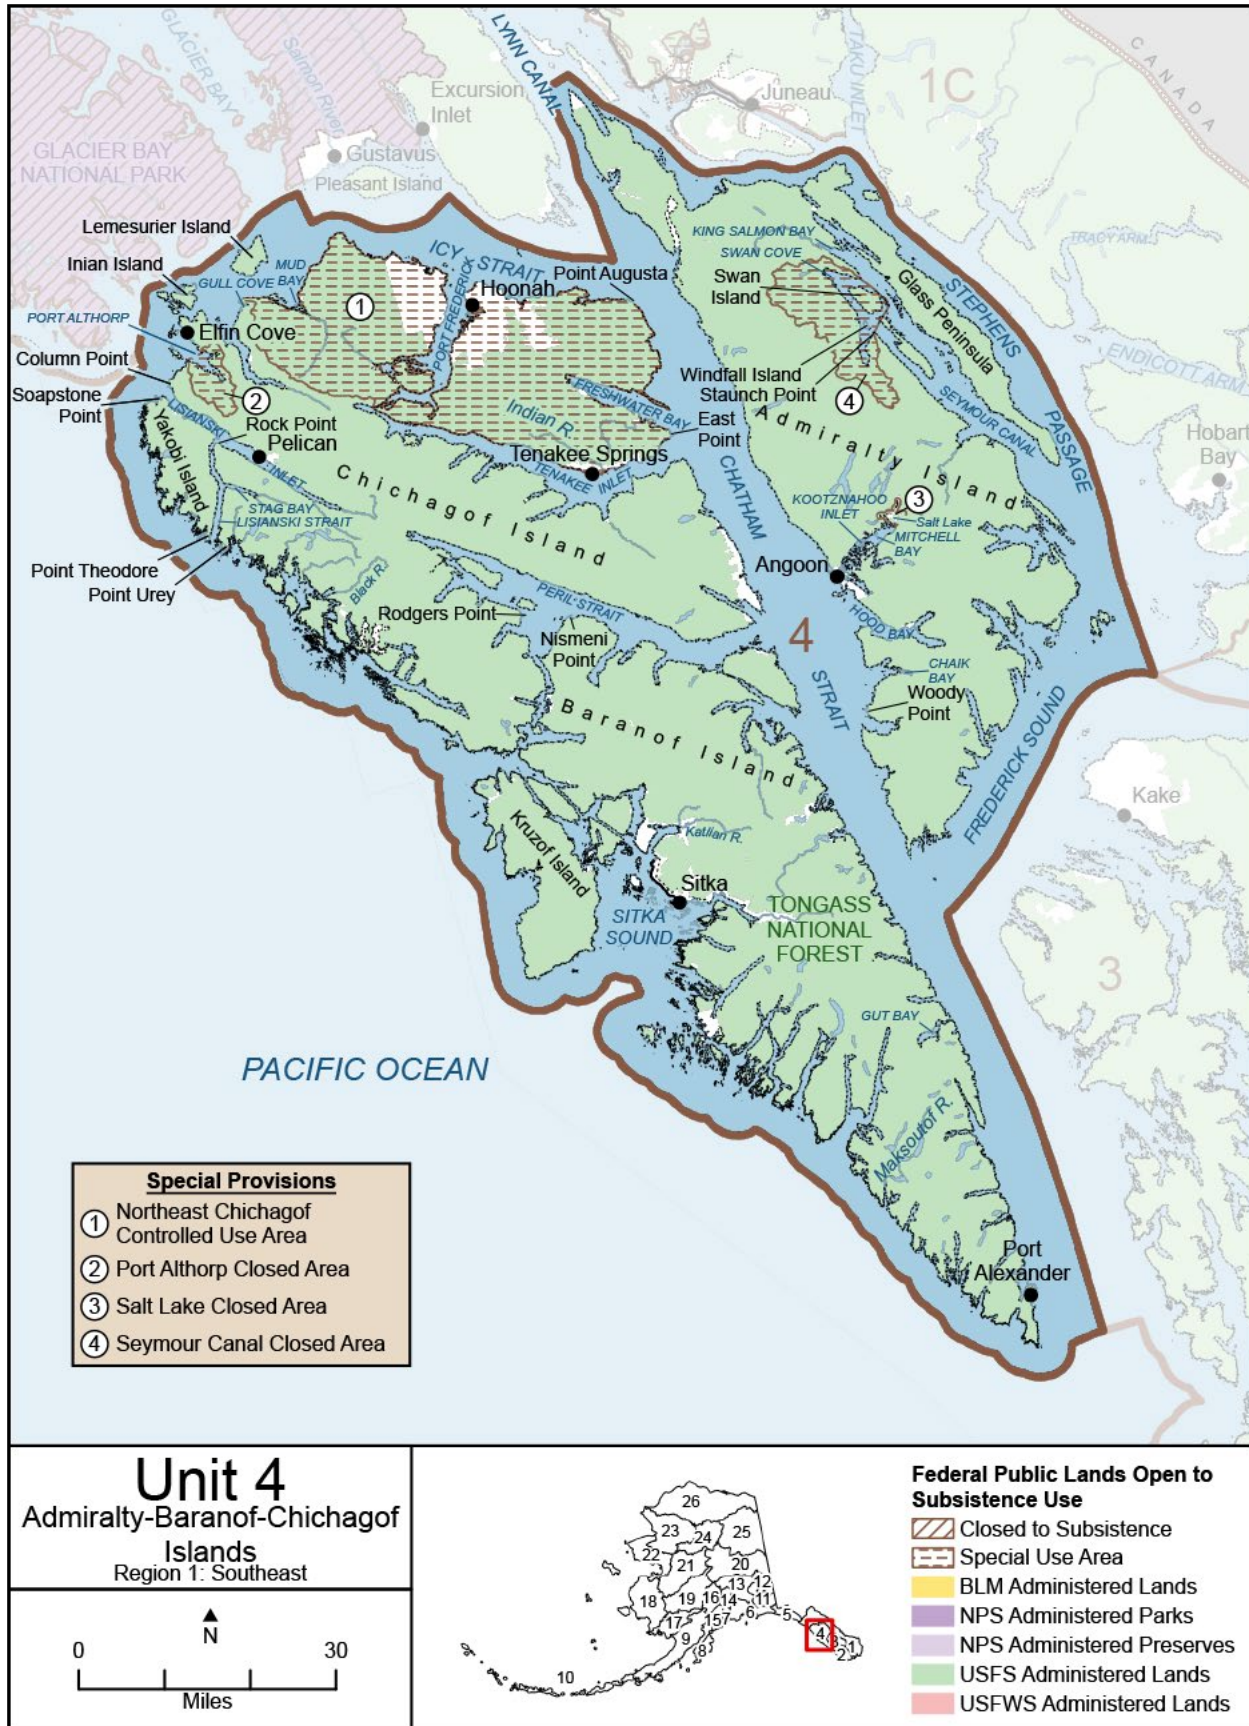 LYNN CANAL
GLACIER BAY
Salmon River
Excursion
Inlet
Juneau
TAKU INLET
1C
CANADA
GLACIER BAY
NATIONAL PARK
Gustavus
Pleasant Island
Lemesurier Island
Inian Island
GULL COVE
MUD
BAY
ICY STRAIT
Hoonah
Point Augusta
KING SALMON BAY
SWAN COVE
Swan
Island
Glass Peninsula
STEPHENS
PASSAGE
TRACY ARM
ENDICOTT ARM
PORT ALTHORP
Elfin Cove
1
PORT FREDERICK
Column Point
Soapstone
Point
2
LISIANSKI
INLET
Rock Point
Pelican
Yakobi Island
Windfall Island
Staunch Point
4
SEYMOUR CANAL
FRESHWATER BAY
East
Point
Indian R.
Tenakee Springs
TENAKEE INLET
Admiralty Island
Hobart
Bay
Chichagof Island
CHATHAM
STRAIT
KOOTZNAHOO
INLET
3
Salt Lake
MITCHELL
BAY
STAG BAY
LISIANSKI STRAIT
Point Theodore
Point Urey
Black R.
Angoon
PERIL STRAIT
Rodgers Point
Nismeni
Point
4
HOOD BAY
CHAIK
BAY
Woody
Point
Baranof Island
FREDERICK SOUND
Kake
Kruzof Island
Katlian R.
Sitka
SITKA
SOUND
TONGASS
NATIONAL
FOREST
3
GUT BAY
PACIFIC OCEAN
Maksoutof R.
Port
Alexander
Special Provisions
1 Northeast Chichagof
Controlled Use Area
2 Port Althorp Closed Area
3 Salt Lake Closed Area
4 Seymour Canal Closed Area
Unit 4
Admiralty-Baranof-Chichagof
Islands
Region 1: Southeast
N
0 30
Miles
26
23 24 25
22 21 20
18 19 16 14 13 12 11
17 15 7 6 5
9 8
10
4 3 1
2
Federal Public Lands Open to
Subsistence Use
Closed to Subsistence
Special Use Area
BLM Administered Lands
NPS Administered Parks
NPS Administered Preserves
USFS Administered Lands
USFWS Administered Lands